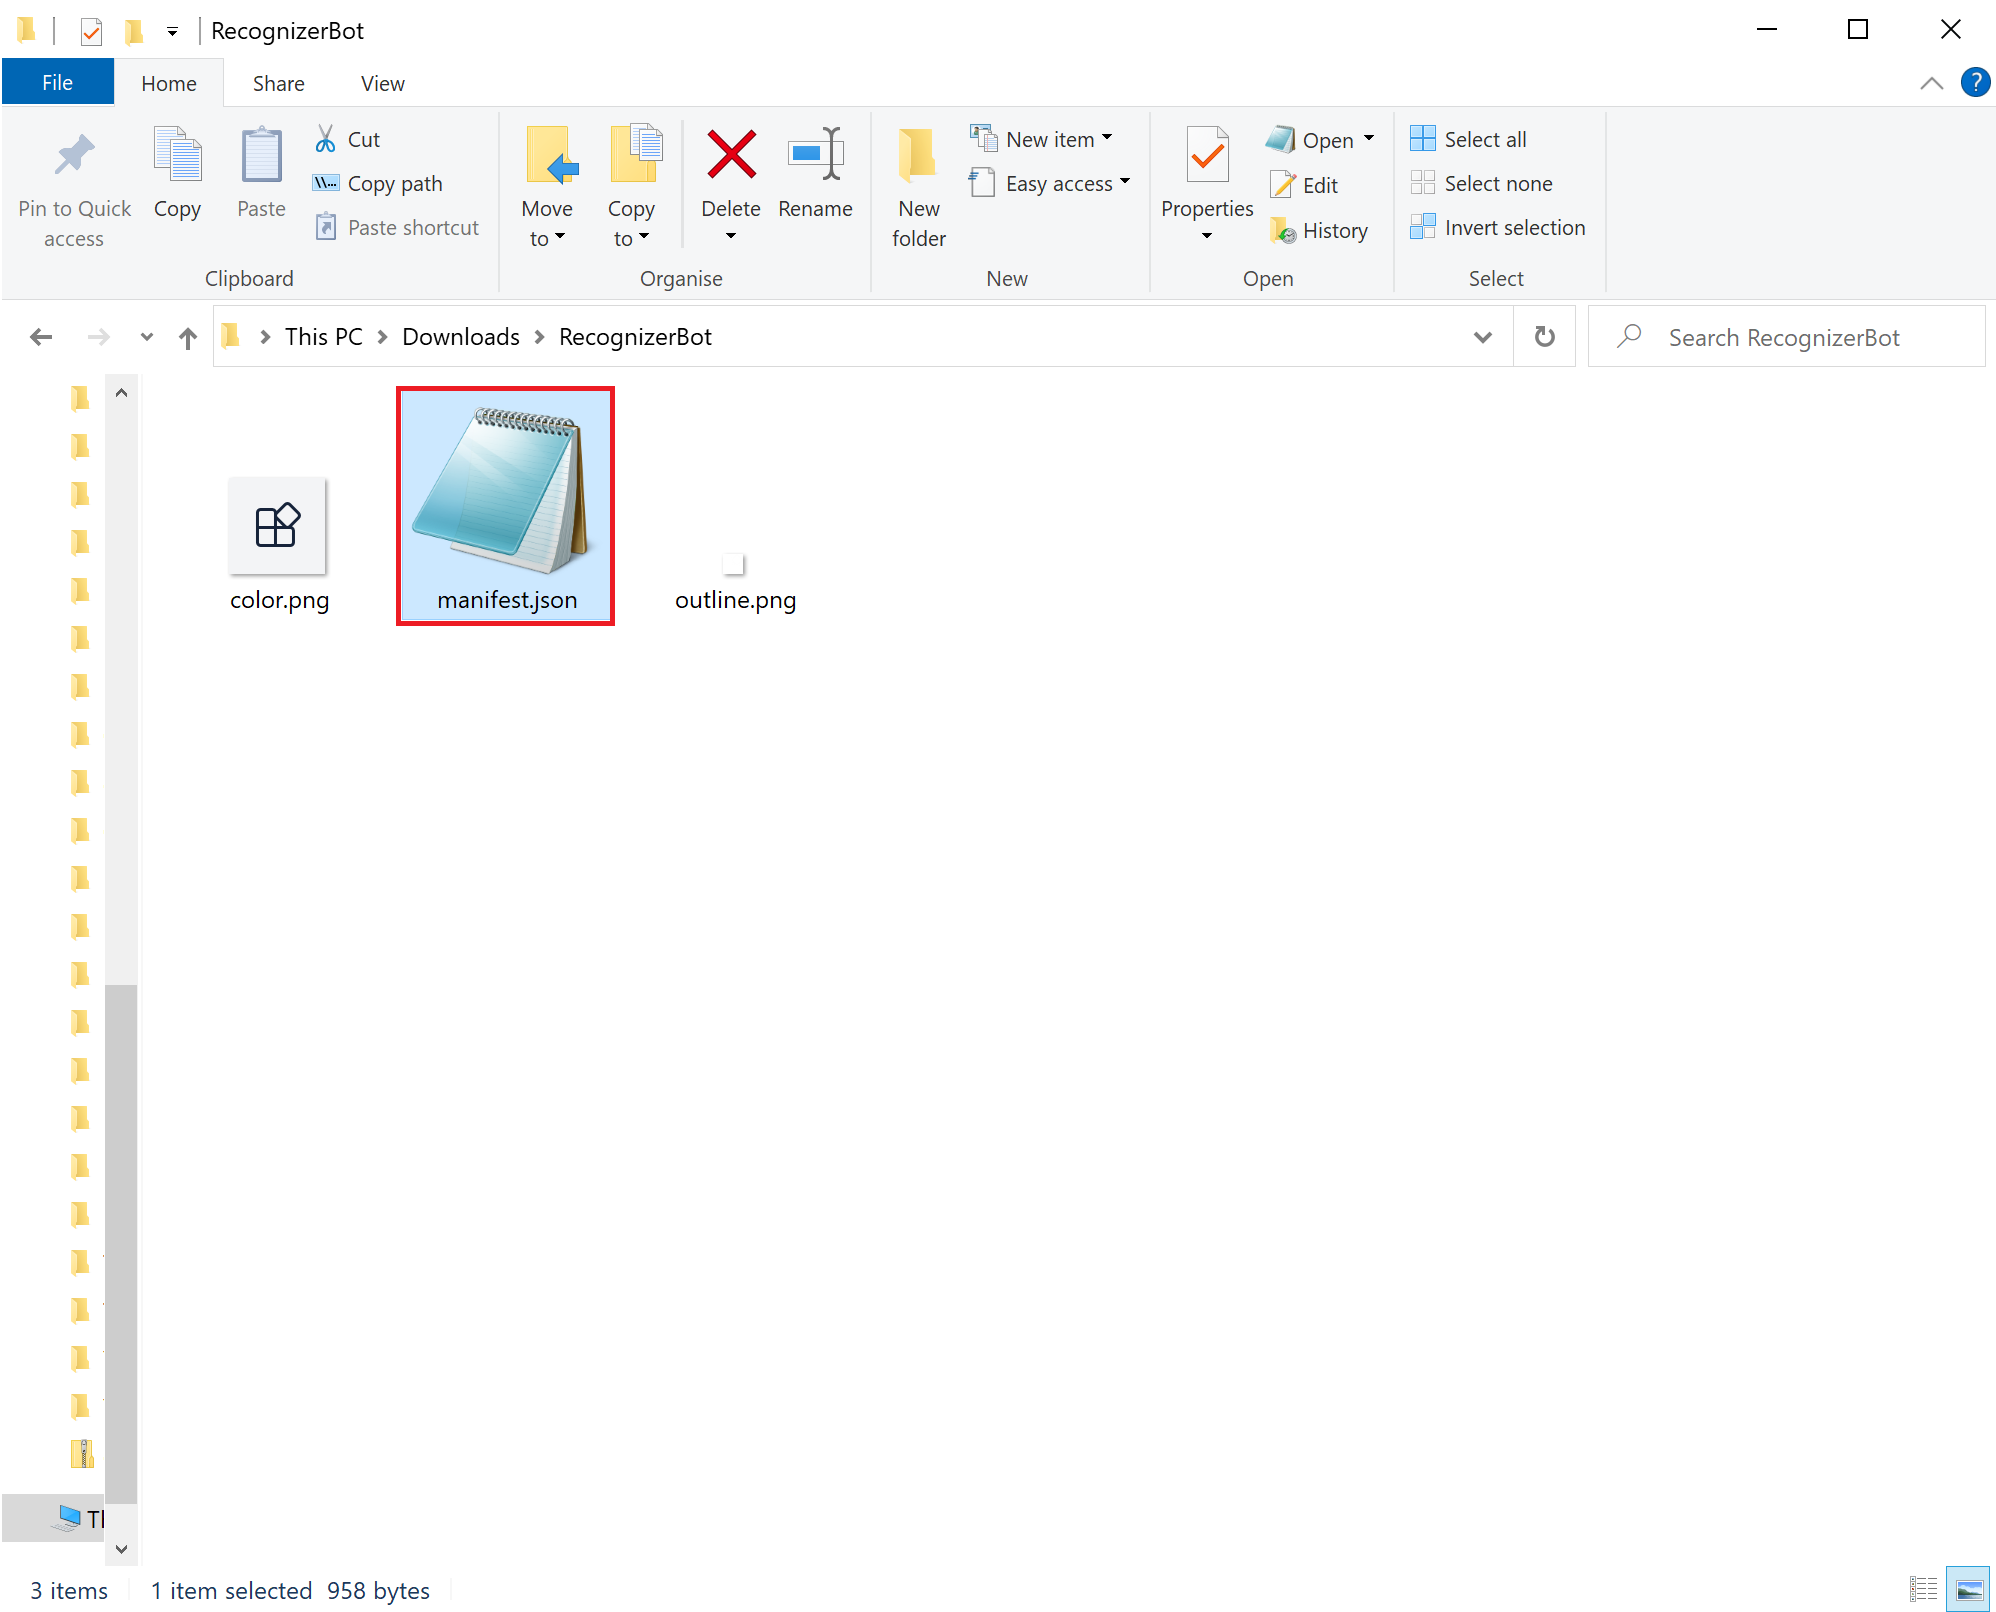 RecognizerBot
File Home Share View
?
Pin to Quick access
Copy
Paste
Cut
Copy path
Paste shortcut
Clipboard
Move to
Copy to
Delete
Rename
Organise
New folder
New item
Easy access
New
Properties
Open
Edit
History
Open
Select all
Select none
Invert selection
Select
This PC > Downloads > RecognizerBot
Search RecognizerBot
color.png
manifest.json
outline.png
3 items 1 item selected 958 bytes